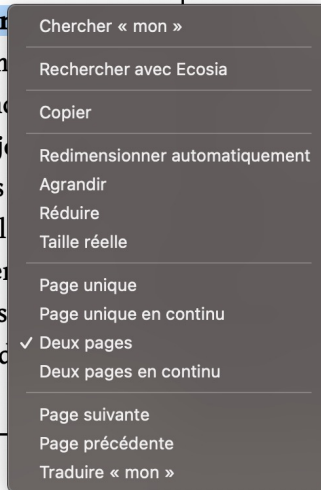 Chercher « mon »
Rechercher avec Ecosia
Copier
Redimensionner automatiquement
Agrandir
Réduire
Taille réelle
Page unique
Page unique en continu
✓ Deux pages
Deux pages en continu
Page suivante
Page précédente
Traduire « mon »